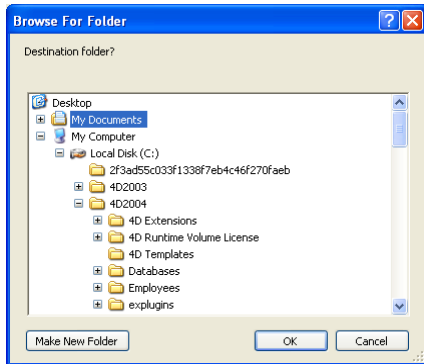 Browse For Folder
Destination folder?
Desktop
My Documents
My Computer
Local Disk (C:)
2f3ad55c033f1338f7eb4c46f270faeb
4D2003
4D2004
4D Extensions
4D Runtime Volume License
4D Templates
Databases
Employees
explugins
Make New Folder
OK
Cancel